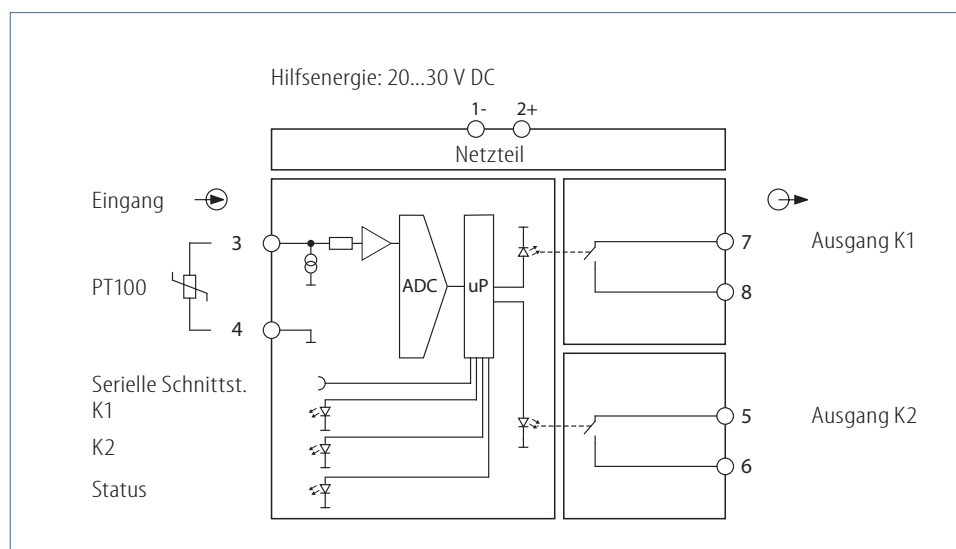 Hilfsenergie: 20...30 V DC
1- 2+
Netzteil
Eingang
3 7 Ausgang K1
PT100 ADC uP 8
4
Serielle Schnittst.
K1 5 Ausgang K2
K2 6
Status